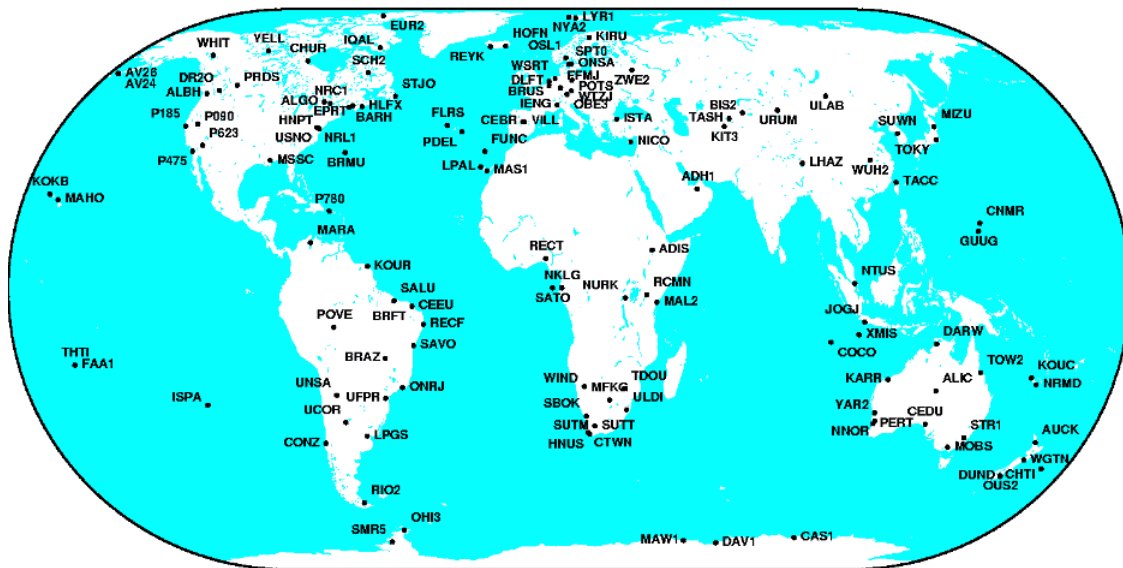 EUR2
LYR1
NYA2
HOFN
OSL1
KIRU
REYK
WHIT
YELL
CHUR
IQAL
SCH2
SPT0
ONSA
WSRT
EFMJ
ZWE2
AV26
AV24
DR2O
PRDS
ALBH
NRC1
ALGO
STJO
DLFT
BRUS
POTS
WTZJ
OBE3
IENG
P185
P090
P623
EPRT
HLFX
BARH
HNPT
USNO
NRL1
FLRS
PDEL
CEBR
VILL
ISTA
NICO
BIS2
TASH
KIT3
URUM
ULAB
SUWN
MIZU
TOKY
P475
MSSC
BRMU
FUNC
LPAL
MAS1
LHAZ
WUH2
TACC
KOKB
MAHO
P780
ADH1
MARA
CNMR
GUUG
KOUR
RECT
ADIS
NKLG
SATO
NURK
RCMN
MAL2
NTUS
SALU
CEEU
BRFT
RECF
POVE
SAVO
BRAZ
JOGJ
XMIS
COCO
DARW
THTI
FAA1
ISPA
UNSA
UFPR
ONRJ
UCOR
CONZ
LPGS
WIND
MFKG
TDOU
ULDI
SBOK
SUTM
SUTT
HNUS
CTWN
KARR
ALIC
TOW2
KOUC
NRMD
YAR2
NNOR
PERT
CEDU
STR1
MOBS
AUCK
WGTN
DUND
CHTI
OUS2
RIO2
OHI3
SMR5
MAW1
DAV1
CAS1